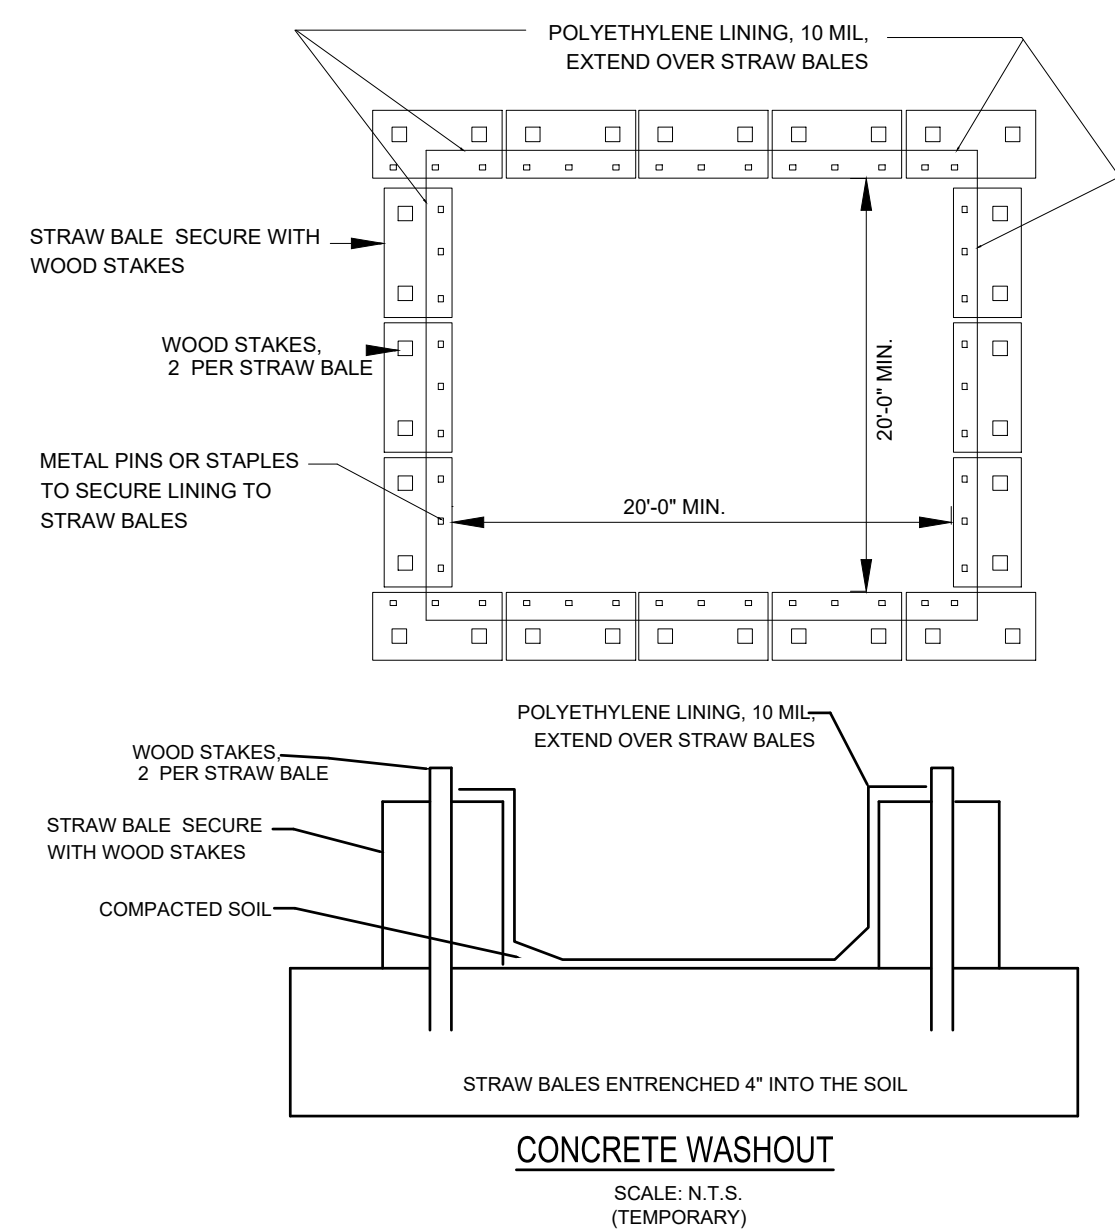 POLYETHYLENE LINING, 10 MIL,
EXTEND OVER STRAW BALES
STRAW BALE SECURE WITH
WOOD STAKES
WOOD STAKES,
2 PER STRAW BALE
METAL PINS OR STAPLES
TO SECURE LINING TO
STRAW BALES
20'-0" MIN.
20'-0" MIN.
POLYETHYLENE LINING, 10 MIL,
EXTEND OVER STRAW BALES
WOOD STAKES,
2 PER STRAW BALE
STRAW BALE SECURE
WITH WOOD STAKES
COMPACTED SOIL
STRAW BALES ENTRENCHED 4" INTO THE SOIL
CONCRETE WASHOUT
SCALE: N.T.S.
(TEMPORARY)